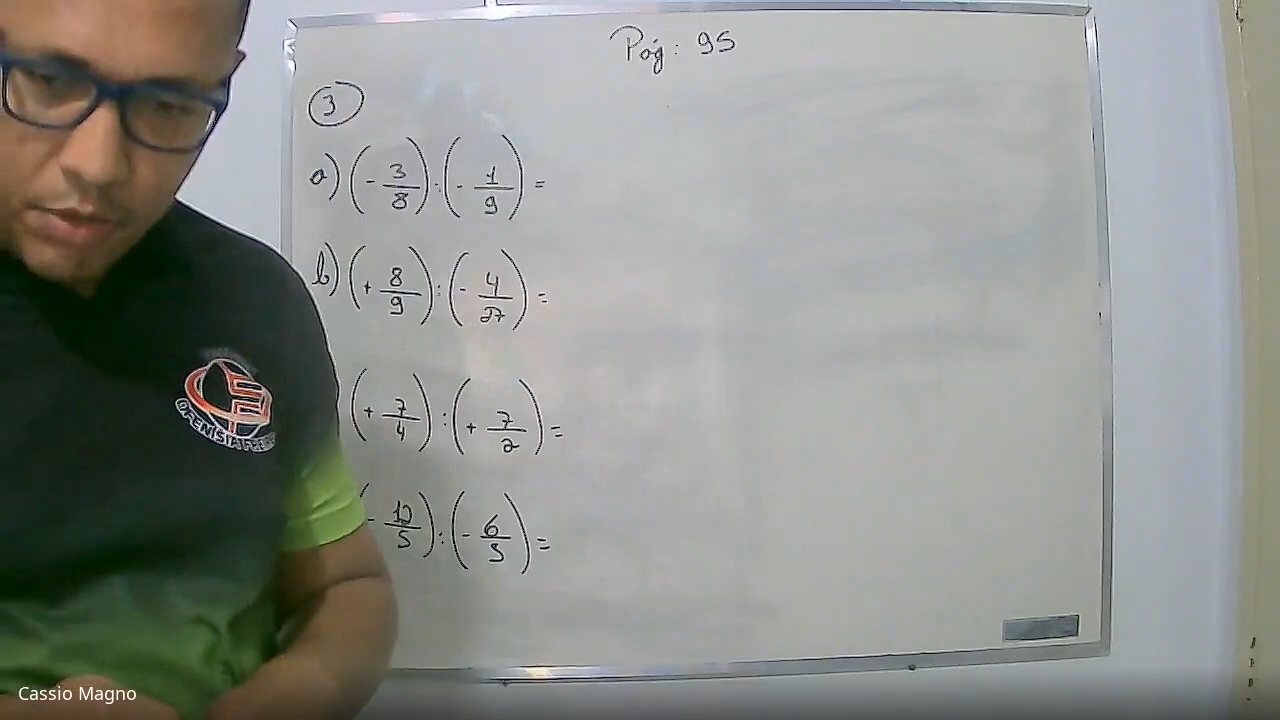 Pág: 95
3
a) (- 3/8) : (- 1/9) =
b) (+ 8/9) : (- 4/27) =
(+ 7/4) : (+ 7/2) =
- 12/5) : (- 6/5) =
Cassio Magno